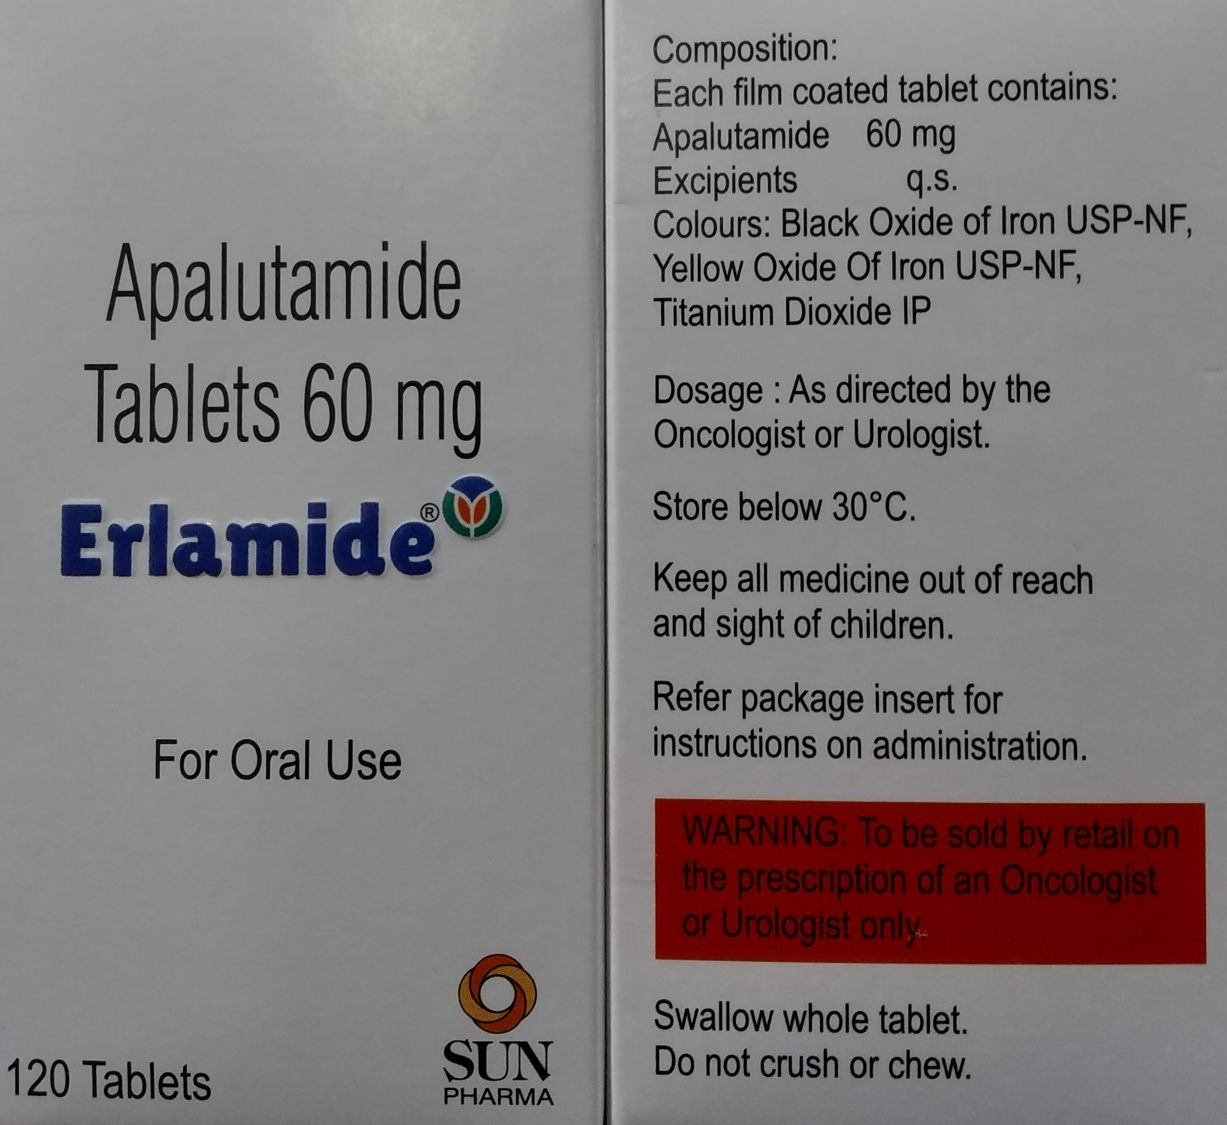 Apalutamide
Tablets 60 mg
Erlamide®
For Oral Use
120 Tablets
SUN
PHARMA
Composition:
Each film coated tablet contains:
Apalutamide 60 mg
Excipients q.s.
Colours: Black Oxide of Iron USP-NF,
Yellow Oxide Of Iron USP-NF,
Titanium Dioxide IP
Dosage : As directed by the
Oncologist or Urologist.
Store below 30°C.
Keep all medicine out of reach
and sight of children.
Refer package insert for
instructions on administration.
WARNING: To be sold by retail on
the prescription of an Oncologist
or Urologist only.
Swallow whole tablet.
Do not crush or chew.